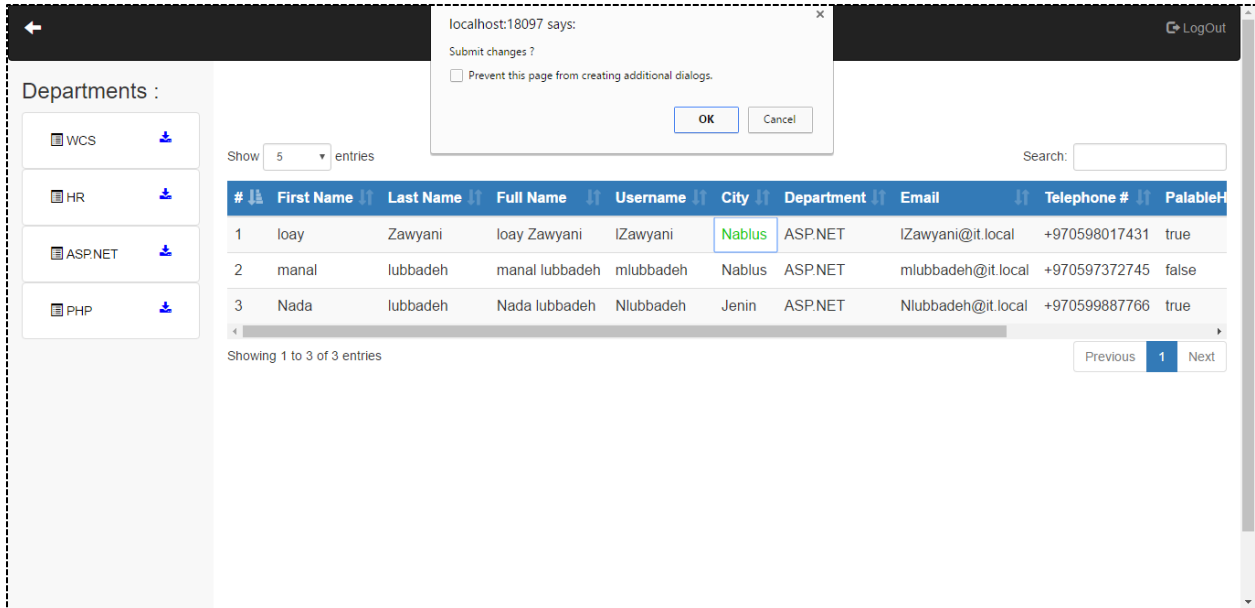 localhost:18097 says:
Submit changes ?
Prevent this page from creating additional dialogs.
OK Cancel
LogOut
Departments :
WCS
HR
ASP.NET
PHP
Show 5 entries Search:
# First Name Last Name Full Name Username City Department Email Telephone # PalableH
1 loay Zawyani loay Zawyani lZawyani Nablus ASP.NET lZawyani@it.local +970598017431 true
2 manal lubbadeh manal lubbadeh mlubbadeh Nablus ASP.NET mlubbadeh@it.local +970597372745 false
3 Nada lubbadeh Nada lubbadeh Nlubbadeh Jenin ASP.NET Nlubbadeh@it.local +970599887766 true
Showing 1 to 3 of 3 entries Previous 1 Next